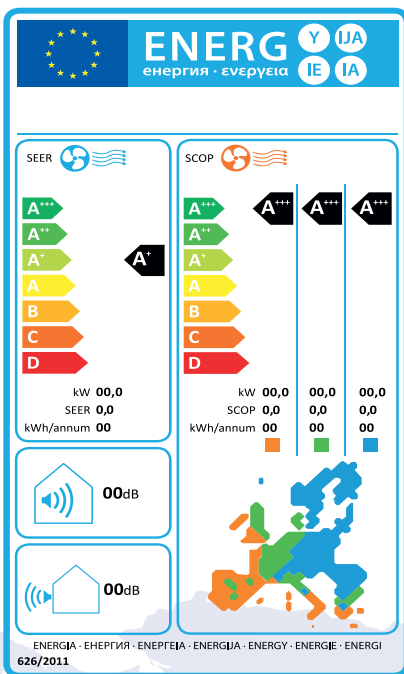 ENERG
енергия · ενεργεια
Y IJA
IE IA
SEER
A+++
A++
A+
A
B
C
D
A+
kW 00,0
SEER 0,0
kWh/annum 00
SCOP
A+++
A++
A+
A
B
C
D
A+++ A+++ A+++
kW 00,0 00,0 00,0
SCOP 0,0 0,0 0,0
kWh/annum 00 00 00
00dB
00dB
ENERGIA · ЕНЕРГИЯ · ΕΝΕΡΓΕΙΑ · ENERGIJA · ENERGY · ENERGIE · ENERGI
626/2011